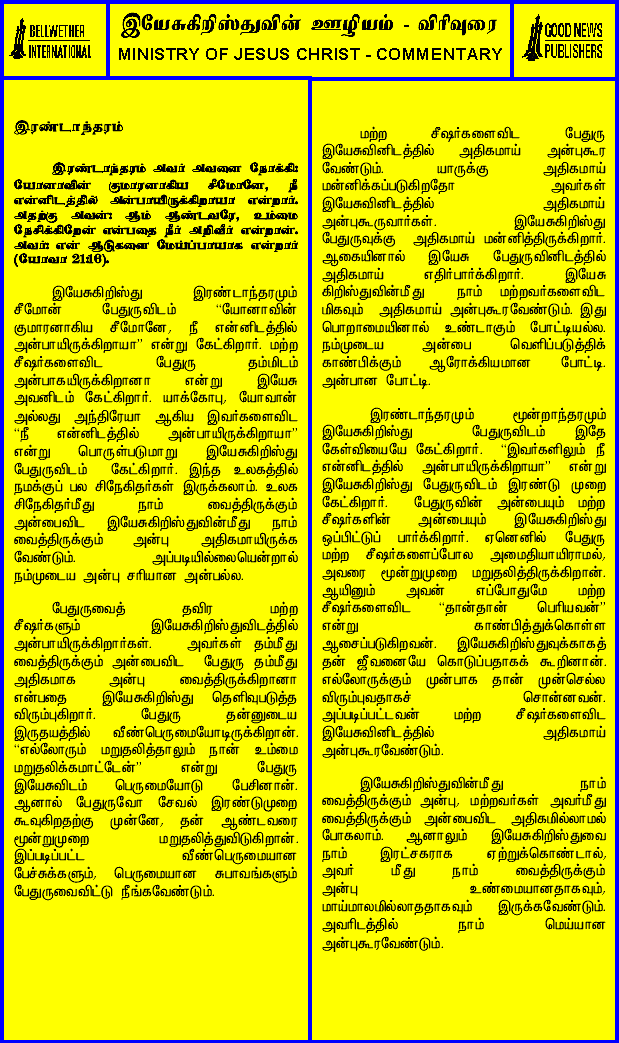 BELLWETHER
INTERNATIONAL
இயேசுகிறிஸ்துவின் ஊழியம் - விரிவுரை
MINISTRY OF JESUS CHRIST - COMMENTARY
GOOD NEWS
PUBLISHERS
இரண்டாந்தரம்
இரண்டாந்தரம் அவர் அவனை நோக்கி:
யோனாவின் குமாரனாகிய சீமோனே, நீ
என்னிடத்தில் அன்பாயிருக்கிறாயா என்றார்.
அதற்கு அவன்: ஆம் ஆண்டவரே, உம்மை
நேசிக்கிறேன் என்பதை நீர் அறிவீர் என்றான்.
அவர்: என் ஆடுகளை மேய்ப்பாயாக என்றார்
(யோவா 21:16).
இயேசுகிறிஸ்து இரண்டாந்தரமும்
சீமோன் பேதுருவிடம் “யோனாவின்
குமாரனாகிய சீமோனே, நீ என்னிடத்தில்
அன்பாயிருக்கிறாயா” என்று கேட்கிறார். மற்ற
சீஷர்களைவிட பேதுரு தம்மிடம்
அன்பாகயிருக்கிறானா என்று இயேசு
அவனிடம் கேட்கிறார். யாக்கோபு, யோவான்
அல்லது அந்திரேயா ஆகிய இவர்களைவிட
“நீ என்னிடத்தில் அன்பாயிருக்கிறாயா”
என்று பொருள்படுமாறு இயேசுகிறிஸ்து
பேதுருவிடம் கேட்கிறார். இந்த உலகத்தில்
நமக்குப் பல சிநேகிதர்கள் இருக்கலாம். உலக
சிநேகிதர்மீது நாம் வைத்திருக்கும்
அன்பைவிட இயேசுகிறிஸ்துவின்மீது நாம்
வைத்திருக்கும் அன்பு அதிகமாயிருக்க
வேண்டும். அப்படியில்லையென்றால்
நம்முடைய அன்பு சரியான அன்பல்ல.
பேதுருவைத் தவிர மற்ற
சீஷர்களும் இயேசுகிறிஸ்துவிடத்தில்
அன்பாயிருக்கிறார்கள். அவர்கள் தம்மீது
வைத்திருக்கும் அன்பைவிட பேதுரு தம்மீது
அதிகமாக அன்பு வைத்திருக்கிறானா
என்பதை இயேசுகிறிஸ்து தெளிவுபடுத்த
விரும்புகிறார். பேதுரு தன்னுடைய
இருதயத்தில் வீண்பெருமையோடிருக்கிறான்.
“எல்லோரும் மறுதலித்தாலும் நான் உம்மை
மறுதலிக்கமாட்டேன்” என்று பேதுரு
இயேசுவிடம் பெருமையோடு பேசினான்.
ஆனால் பேதுருவோ சேவல் இரண்டுமுறை
கூவுகிறதற்கு முன்னே, தன் ஆண்டவரை
மூன்றுமுறை மறுதலித்துவிடுகிறான்.
இப்படிப்பட்ட வீண்பெருமையான
பேச்சுக்களும், பெருமையான சுபாவங்களும்
பேதுருவைவிட்டு நீங்கவேண்டும்.
மற்ற சீஷர்களைவிட பேதுரு
இயேசுவினிடத்தில் அதிகமாய் அன்புகூர
வேண்டும். யாருக்கு அதிகமாய்
மன்னிக்கப்படுகிறதோ அவர்கள்
இயேசுவினிடத்தில் அதிகமாய்
அன்புகூருவார்கள். இயேசுகிறிஸ்து
பேதுருவுக்கு அதிகமாய் மன்னித்திருக்கிறார்.
ஆகையினால் இயேசு பேதுருவினிடத்தில்
அதிகமாய் எதிர்பார்க்கிறார். இயேசு
கிறிஸ்துவின்மீது நாம் மற்றவர்களைவிட
மிகவும் அதிகமாய் அன்புகூரவேண்டும். இது
பொறாமையினால் உண்டாகும் போட்டியல்ல.
நம்முடைய அன்பை வெளிப்படுத்திக்
காண்பிக்கும் ஆரோக்கியமான போட்டி.
அன்பான போட்டி.
இரண்டாந்தரமும் மூன்றாந்தரமும்
இயேசுகிறிஸ்து பேதுருவிடம் இதே
கேள்வியையே கேட்கிறார். “இவர்களிலும் நீ
என்னிடத்தில் அன்பாயிருக்கிறாயா” என்று
இயேசுகிறிஸ்து பேதுருவிடம் இரண்டு முறை
கேட்கிறார். பேதுருவின் அன்பையும் மற்ற
சீஷர்களின் அன்பையும் இயேசுகிறிஸ்து
ஒப்பிட்டுப் பார்க்கிறார். ஏனெனில் பேதுரு
மற்ற சீஷர்களைப்போல அமைதியாயிராமல்,
அவரை மூன்றுமுறை மறுதலித்திருக்கிறான்.
ஆயினும் அவன் எப்போதுமே மற்ற
சீஷர்களைவிட “தான்தான் பெரியவன்”
என்று காண்பித்துக்கொள்ள
ஆசைப்படுகிறவன். இயேசுகிறிஸ்துவுக்காகத்
தன் ஜீவனையே கொடுப்பதாகக் கூறினான்.
எல்லோருக்கும் முன்பாக தான் முன்செல்ல
விரும்புவதாகச் சொன்னவன்.
அப்படிப்பட்டவன் மற்ற சீஷர்களைவிட
இயேசுவினிடத்தில் அதிகமாய்
அன்புகூரவேண்டும்.
இயேசுகிறிஸ்துவின்மீது நாம்
வைத்திருக்கும் அன்பு, மற்றவர்கள் அவர்மீது
வைத்திருக்கும் அன்பைவிட அதிகமில்லாமல்
போகலாம். ஆனாலும் இயேசுகிறிஸ்துவை
நாம் இரட்சகராக ஏற்றுக்கொண்டால்,
அவர் மீது நாம் வைத்திருக்கும்
அன்பு உண்மையானதாகவும்,
மாய்மாலமில்லாததாகவும் இருக்கவேண்டும்.
அவரிடத்தில் நாம் மெய்யான
அன்புகூரவேண்டும்.